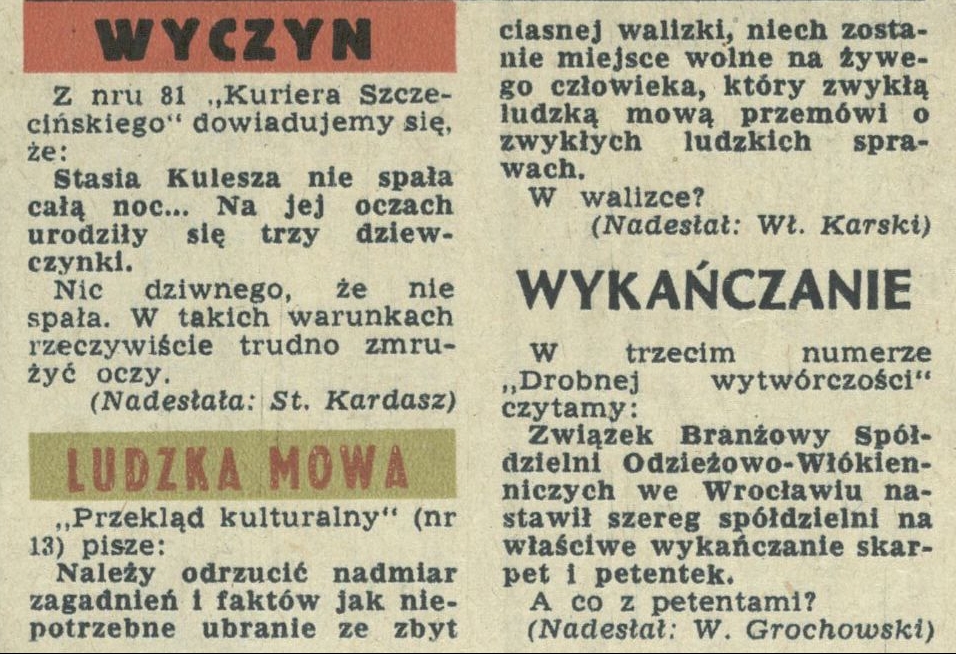 WYCZYN
Z nru 81 „Kuriera Szcze-
cińskiego" dowiadujemy się,
że:
Stasia Kulesza nie spała
całą noc... Na jej oczach
urodziły się trzy dziew-
czynki.
Nic dziwnego, że nie
spała. W takich warunkach
rzeczywiście trudno zmru-
żyć oczy.
(Nadesłała: St. Kardasz)
LUDZKA MOWA
„Przekląd kulturalny" (nr
13) pisze:
Należy odrzucić nadmiar
zagadnień i faktów jak nie-
potrzebne ubranie ze zbyt
ciasnej walizki, niech zosta-
nie miejsce wolne na żywe-
go człowieka, który zwykłą
ludzką mową przemówi o
zwykłych ludzkich spra-
wach.
W walizce?
(Nadesłał: Wł. Karski)
WYKAŃCZANIE
W trzecim numerze
„Drobnej wytwórczości"
czytamy:
Związek Branżowy Spół-
dzielni Odzieżowo-Włókien-
niczych we Wrocławiu na-
stawił szereg spółdzielni na
właściwe wykańczanie skar-
pet i petentek.
A co z petentami?
(Nadesłał: W. Grochowski)